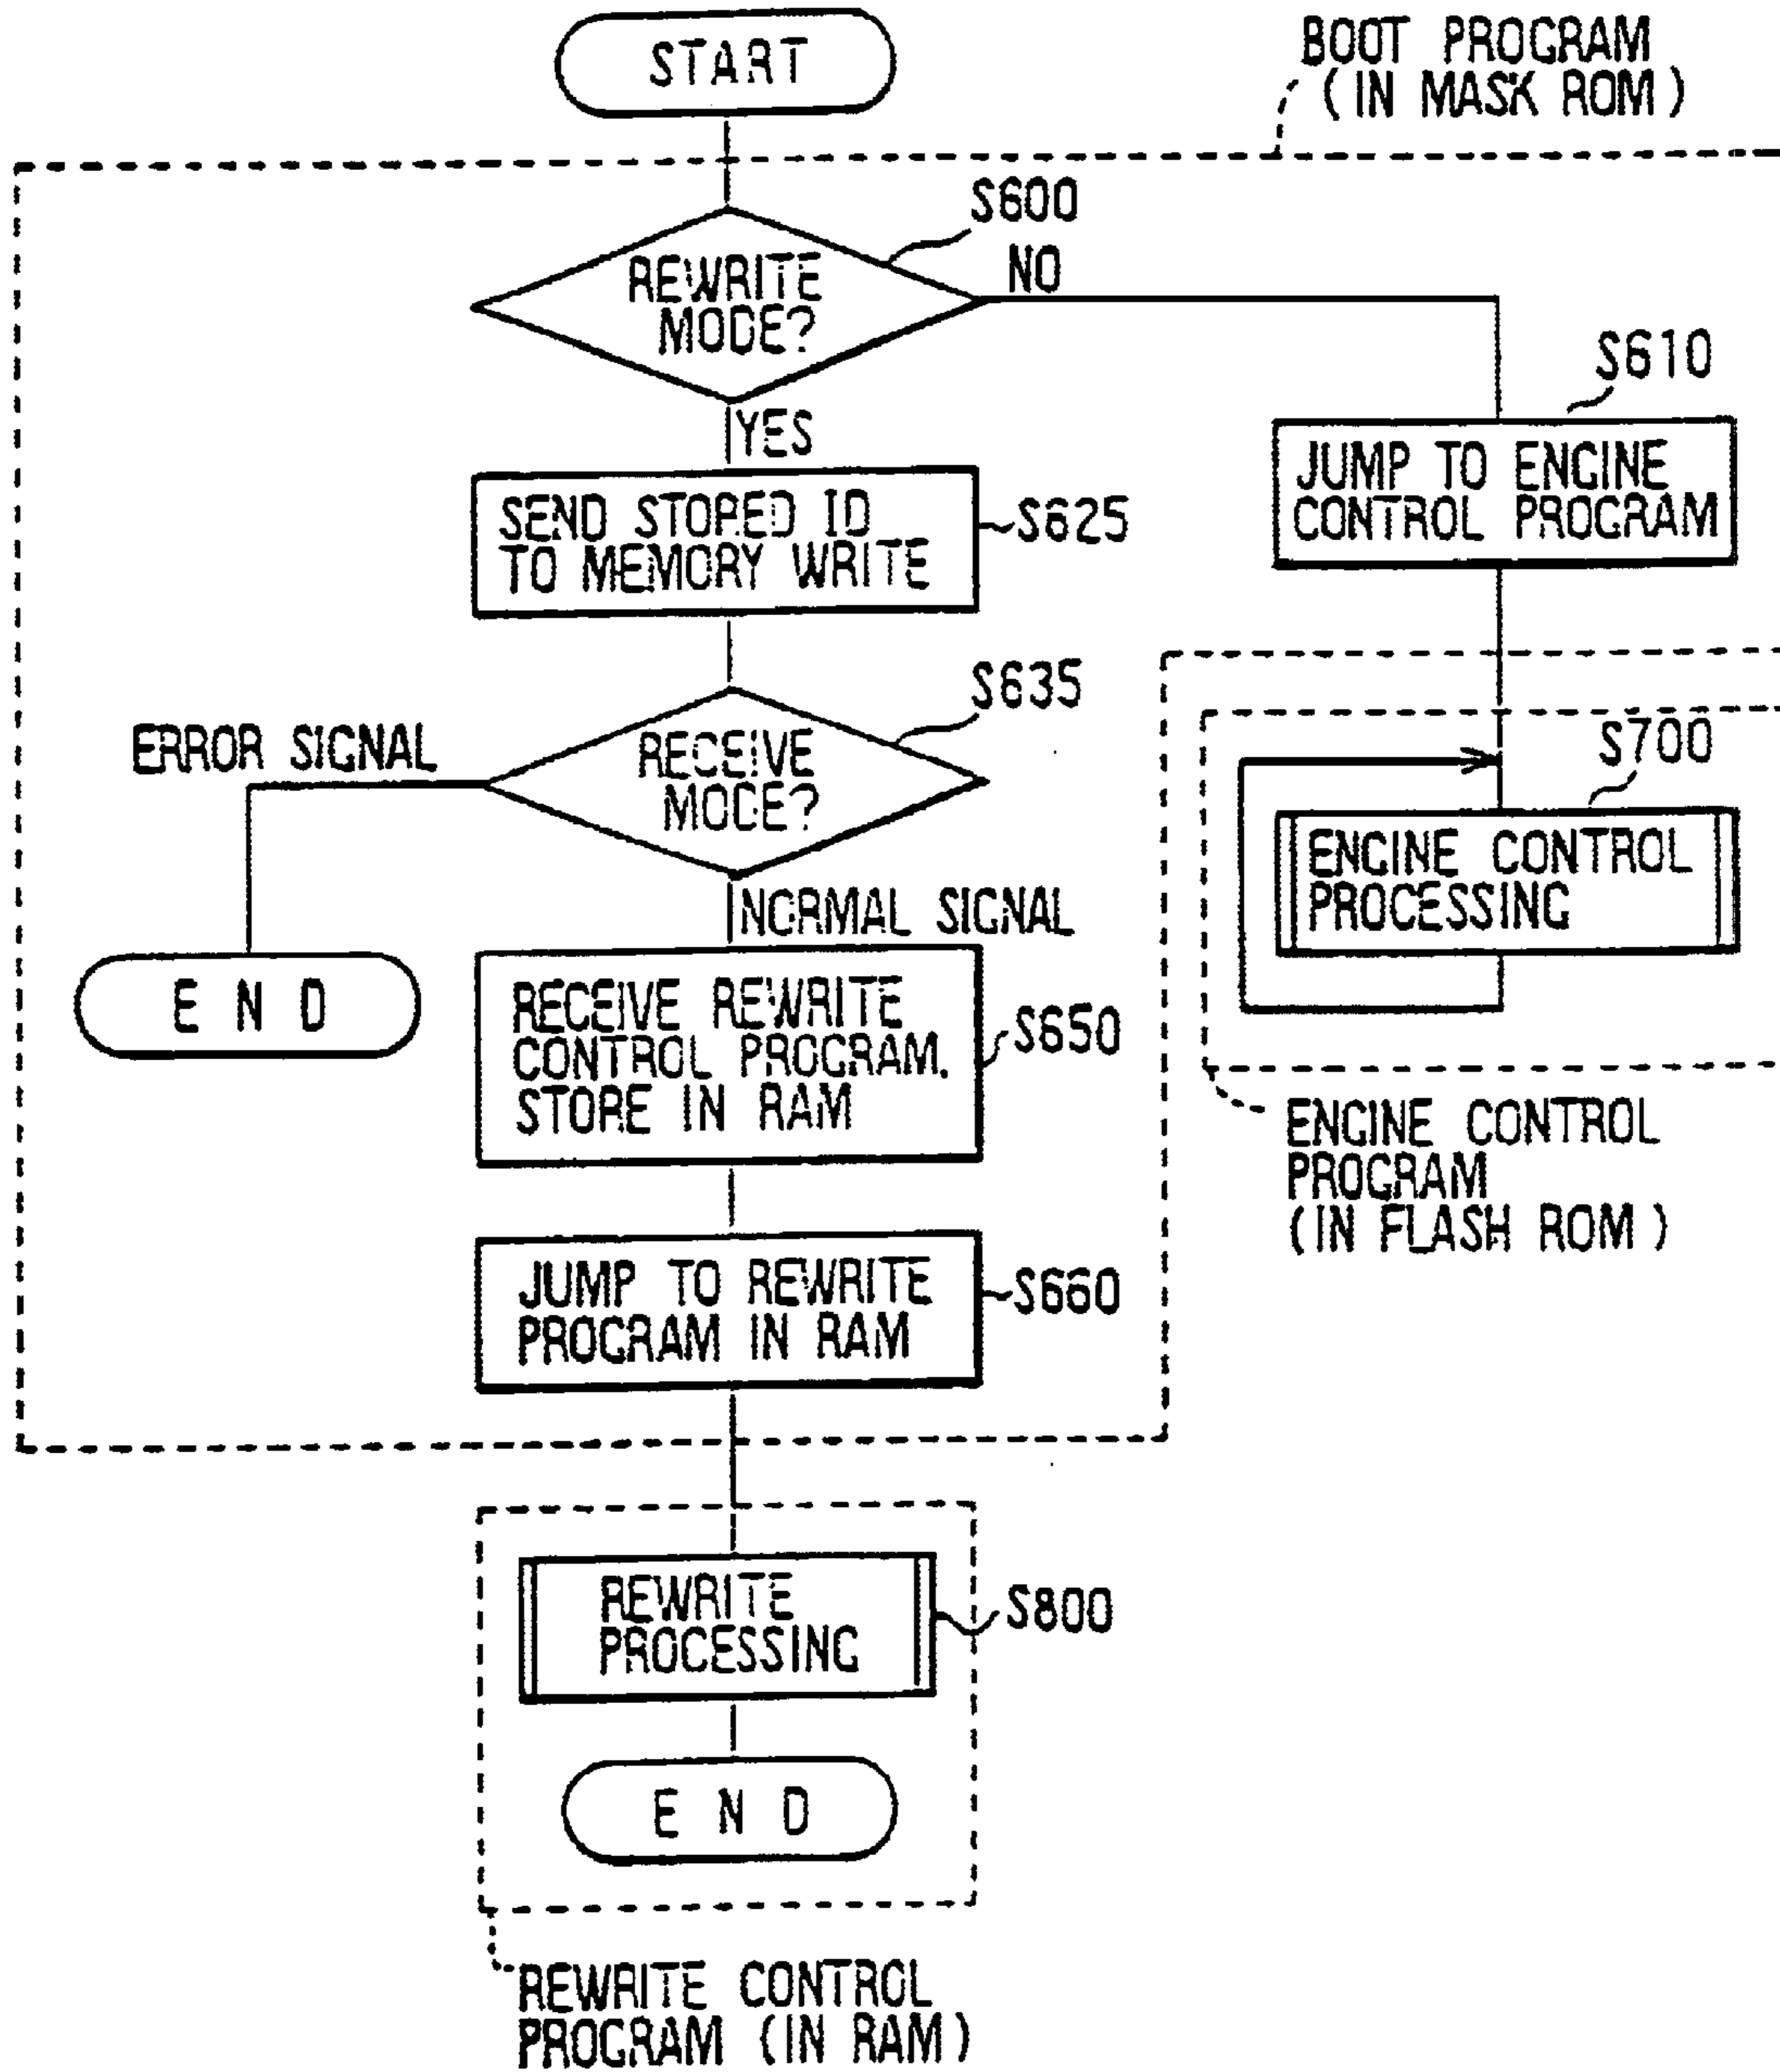 START
BOOT PROGRAM
(IN MASK ROM)
S600
REWRITE
MODE?
NO
YES
S610
JUMP TO ENGINE
CONTROL PROGRAM
SEND STORED ID
TO MEMORY WRITE
S625
S635
ERROR SIGNAL
RECEIVE
MODE?
S700
ENGINE CONTROL
PROCESSING
NORMAL SIGNAL
END
RECEIVE REWRITE
CONTROL PROGRAM.
STORE IN RAM
S650
ENGINE CONTROL
PROGRAM
(IN FLASH ROM)
JUMP TO REWRITE
PROGRAM IN RAM
S660
REWRITE
PROCESSING
S800
END
REWRITE CONTROL
PROGRAM (IN RAM)